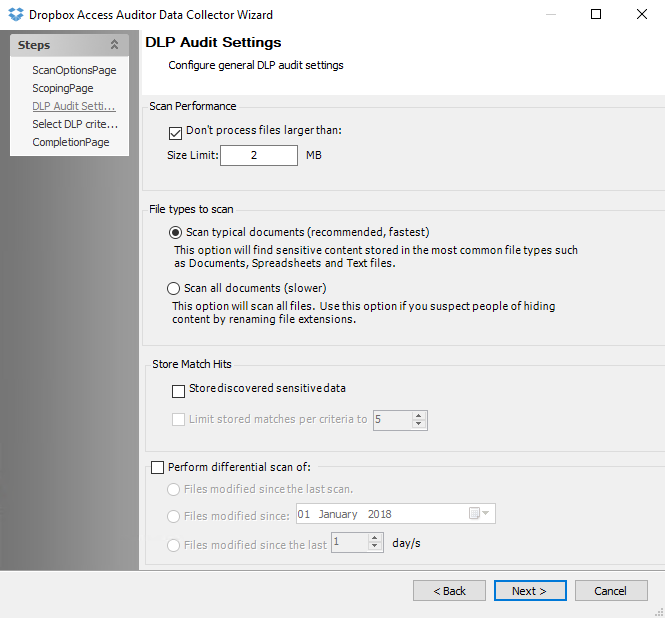 Dropbox Access Auditor Data Collector Wizard
Steps
ScanOptionsPage
ScopingPage
DLP Audit Setti...
Select DLP crite...
CompletionPage
DLP Audit Settings
Configure general DLP audit settings
Scan Performance
Don't process files larger than:
Size Limit: 2 MB
File types to scan
Scan typical documents (recommended, fastest)
This option will find sensitive content stored in the most common file types such
as Documents, Spreadsheets and Text files.
Scan all documents (slower)
This option will scan all files. Use this option if you suspect people of hiding
content by renaming file extensions.
Store Match Hits
Store discovered sensitive data
Limit stored matches per criteria to 5
Perform differential scan of:
Files modified since the last scan.
Files modified since: 01 January 2018
Files modified since the last 1 day/s
< Back Next > Cancel